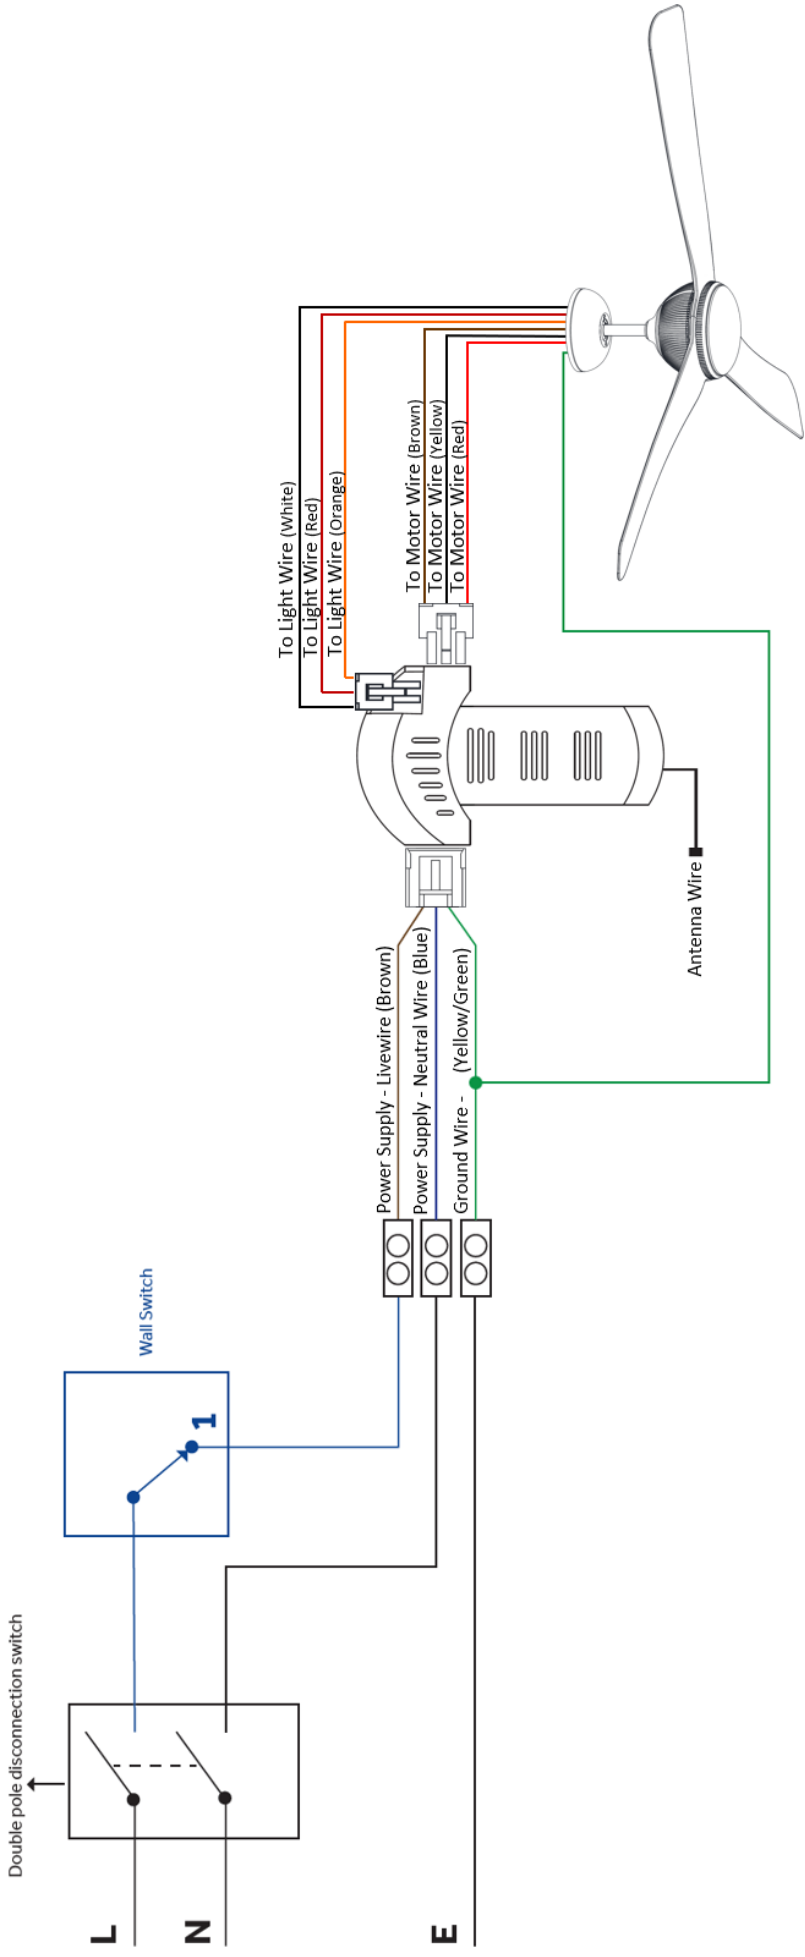 Double pole disconnection switch
L
N
E
Wall Switch
1
Power Supply - Livewire (Brown)
Power Supply - Neutral Wire (Blue)
Ground Wire - (Yellow/Green)
To Light Wire (White)
To Light Wire (Red)
To Light Wire (Orange)
To Motor Wire (Brown)
To Motor Wire (Yellow)
To Motor Wire (Red)
Antenna Wire